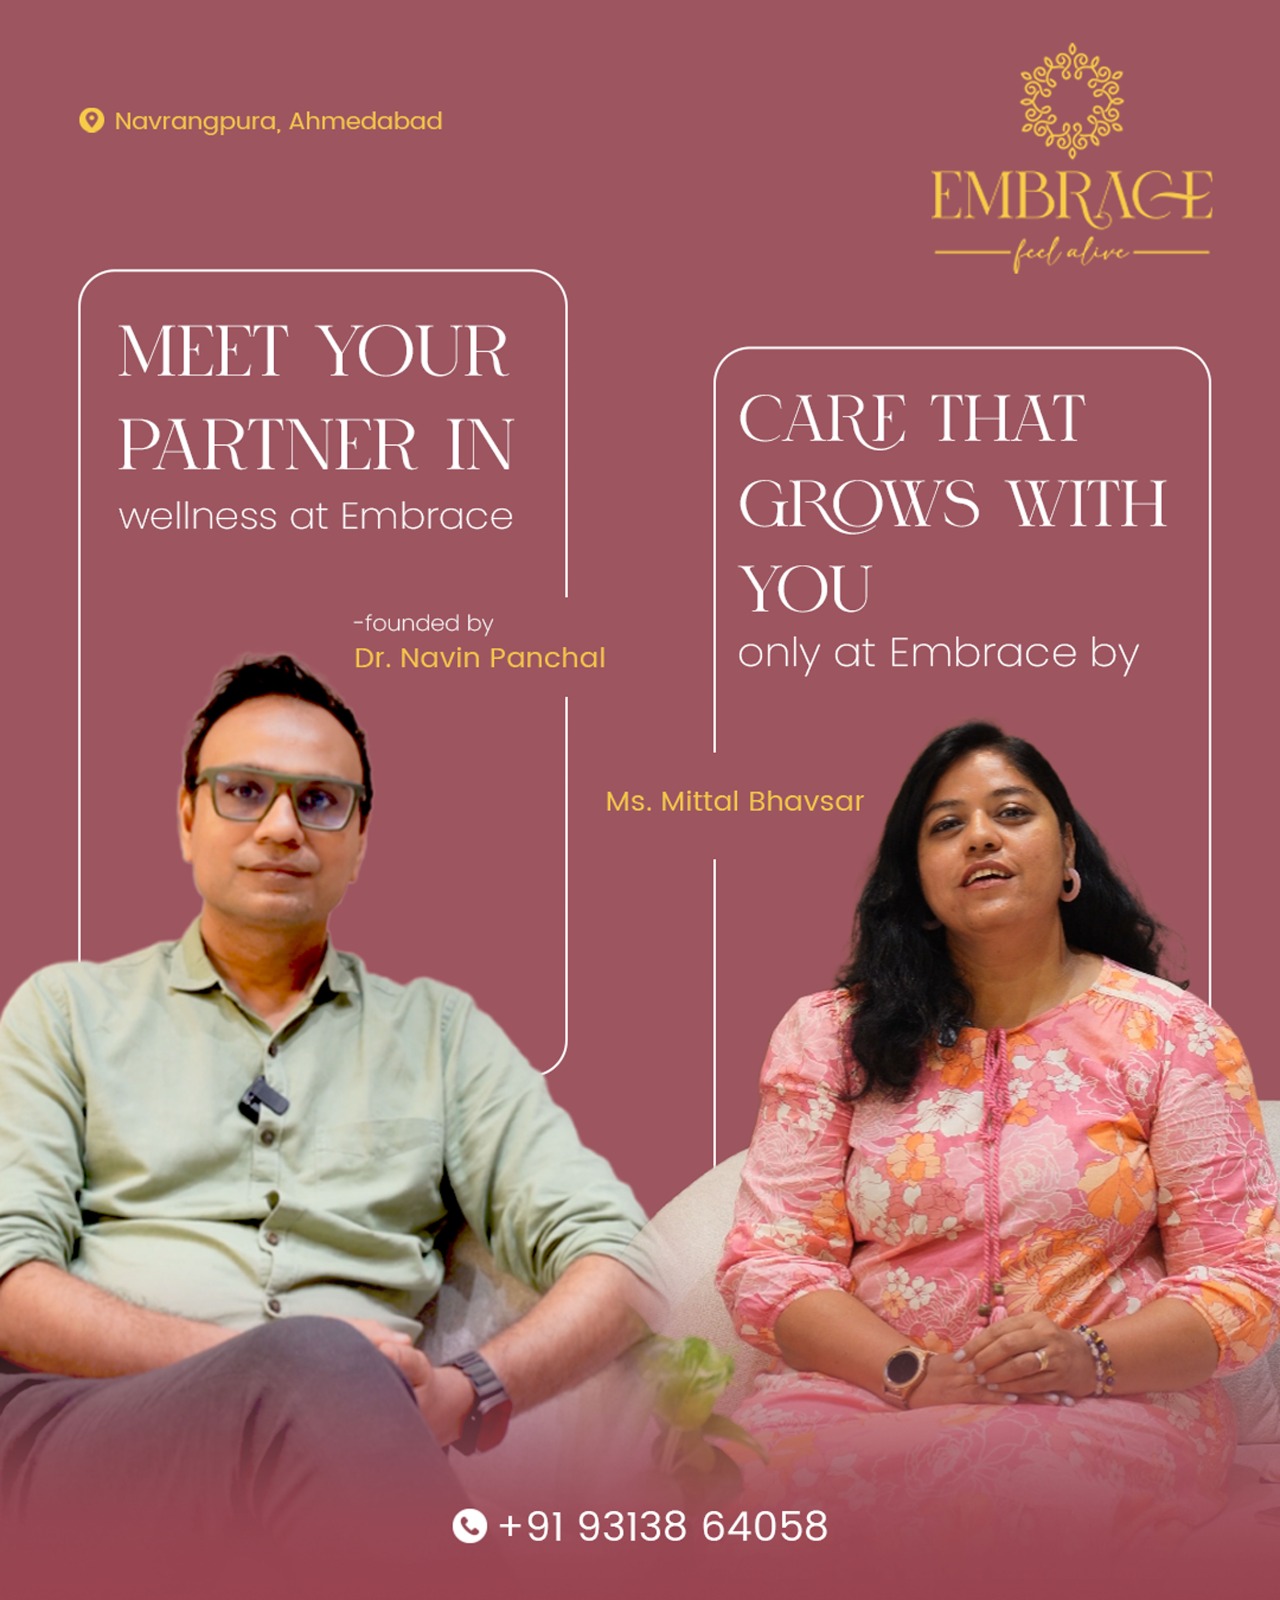 Navrangpura, Ahmedabad
EMBRACE
feel alive
MEET YOUR
PARTNER IN
wellness at Embrace
-founded by
Dr. Navin Panchal
CARE THAT
GROWS WITH
YOU
only at Embrace by
Ms. Mittal Bhavsar
+91 93138 64058